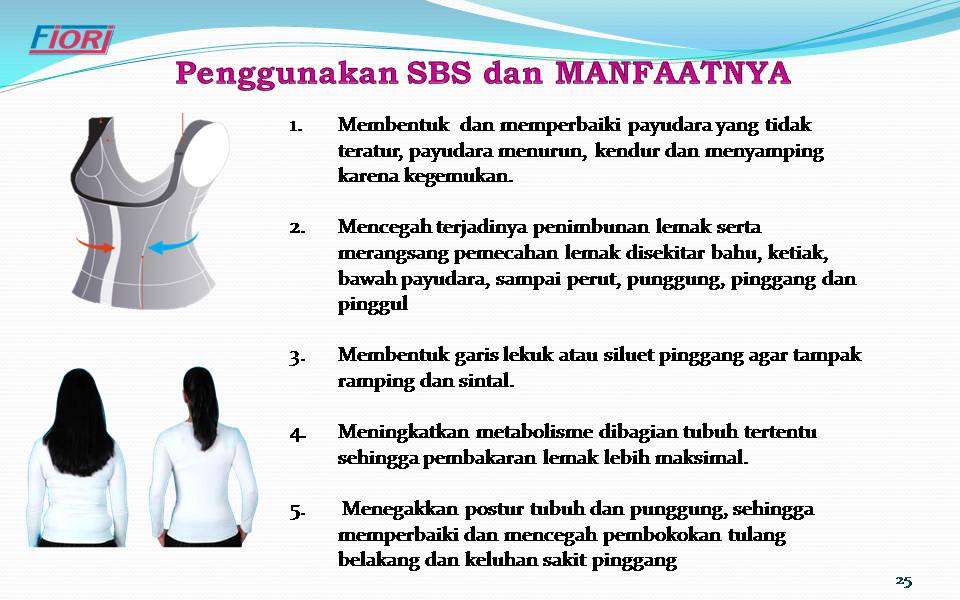 FIORI
Penggunakan SBS dan MANFAATNYA
1. Membentuk dan memperbaiki payudara yang tidak
teratur, payudara menurun, kendur dan menyamping
karena kegemukan.
2. Mencegah terjadinya penimbunan lemak serta
merangsang pemecahan lemak disekitar bahu, ketiak,
bawah payudara, sampai perut, punggung, pinggang dan
pinggul
3. Membentuk garis lekuk atau siluet pinggang agar tampak
ramping dan sintal.
4. Meningkatkan metabolisme dibagian tubuh tertentu
sehingga pembakaran lemak lebih maksimal.
5. Menegakkan postur tubuh dan punggung, sehingga
memperbaiki dan mencegah pembokokan tulang
belakang dan keluhan sakit pinggang
25